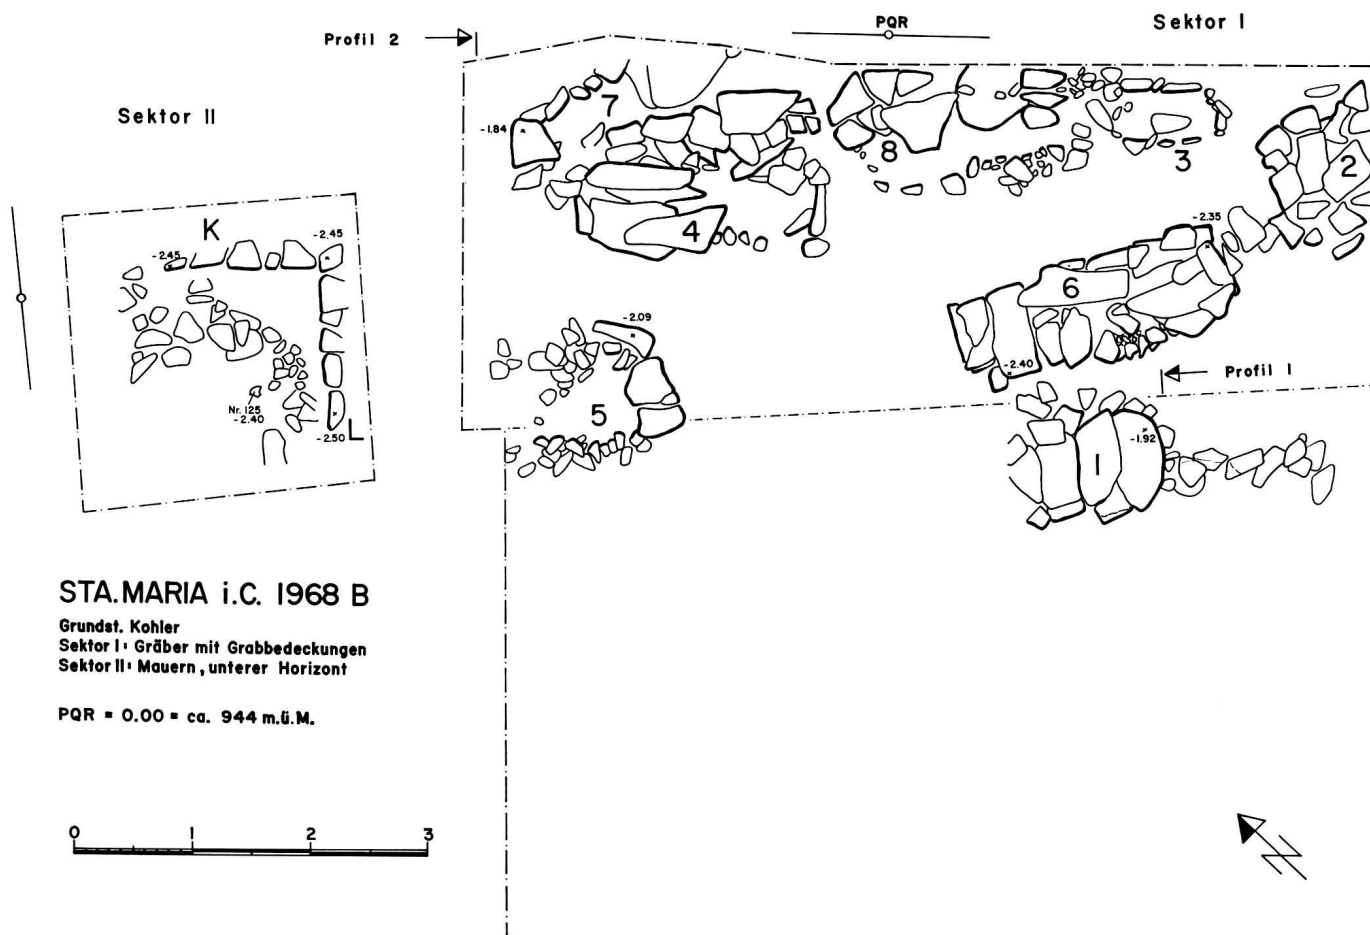 Profil 2
PQR
Sektor I
Sektor II
7
-1.84
8
3
2
K
-2.45
-2.45
4
-2.35
6
-2.09
-2.40
Profil I
5
Nr. 125
-2.40
-2.50
L
I
-1.92
STA. MARIA i.C. 1968 B
Grundst. Kohler
Sektor I: Gräber mit Grabbedeckungen
Sektor II: Mauern, unterer Horizont
PQR = 0.00 = ca. 944 m.ü.M.
0 1 2 3